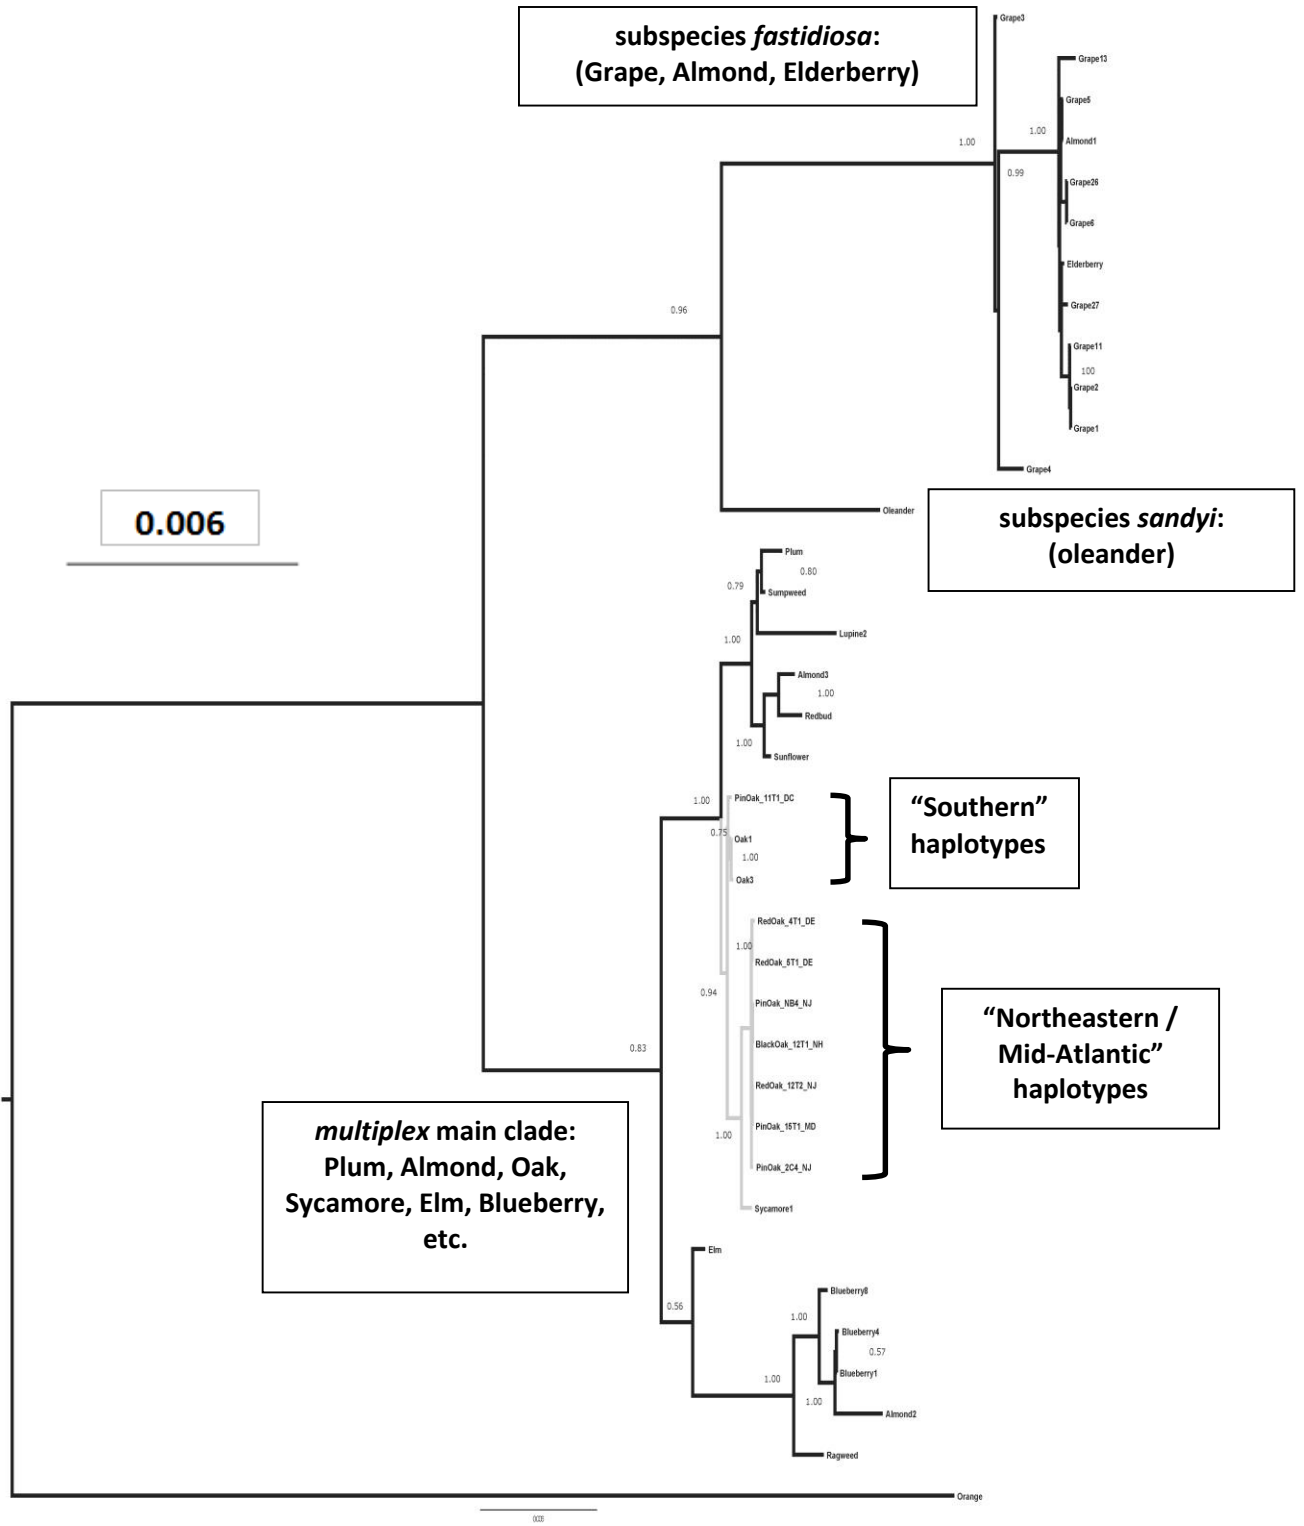 subspecies fastidiosa:
(Grape, Almond, Elderberry)
Grape3
Grape13
1.00
1.00
Grape5
Almond1
0.99
Grape26
Grape6
Elderberry
0.96
Grape27
Grape11
100
Grape2
Grape1
Grape4
0.006
Oleander
subspecies sandyi:
(oleander)
Plum
0.80
0.79
Sumpweed
1.00
Lupine2
Almond3
1.00
Redbud
1.00
Sunflower
1.00
PinOak_11T1_DC
0.75
Oak1
1.00
Oak3
“Southern”
haplotypes
RedOak_4T1_DE
1.00
RedOak_5T1_DE
0.94
PinOak_NB4_NJ
BlackOak_12T1_NH
0.83
RedOak_12T2_NJ
PinOak_15T1_MD
1.00
PinOak_2C4_NJ
Sycamore1
“Northeastern /
Mid-Atlantic”
haplotypes
multiplex main clade:
Plum, Almond, Oak,
Sycamore, Elm, Blueberry,
etc.
Elm
0.56
Blueberry8
1.00
Blueberry4
0.57
Blueberry1
1.00
1.00
Almond2
Ragweed
Orange